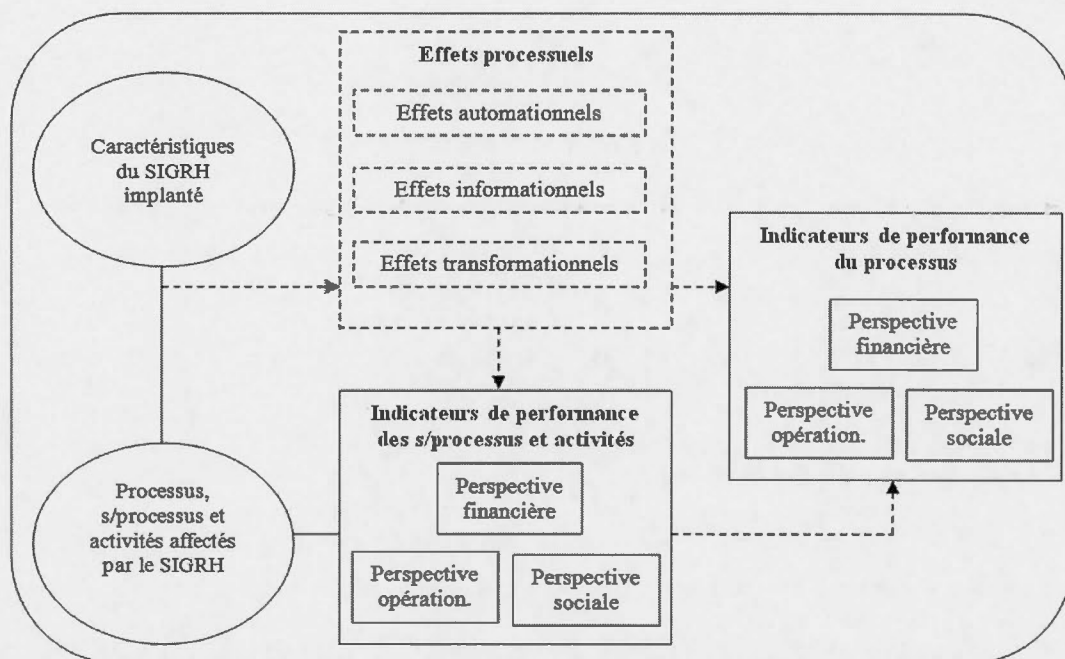 Effets processuels
Effets automationnels
Effets informationnels
Effets transformationnels
Caractéristiques
du SIGRH
implanté
Indicateurs de performance
du processus
Perspective
financière
Perspective
opération.
Perspective
sociale
Indicateurs de performance
des s/processus et activités
Perspective
financière
Perspective
opération.
Perspective
sociale
Processus,
s/processus et
activités affectés
par le SIGRH